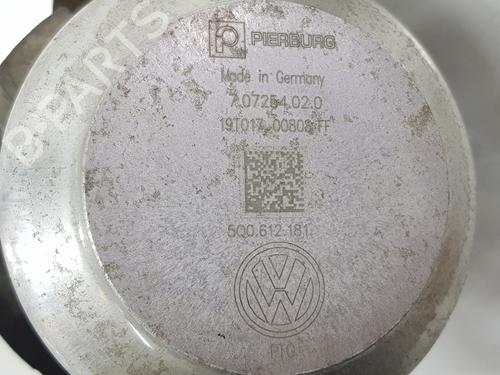 PIERBURG
Made in Germany
7.07254.02.0
19T017 00808 FF
5Q0.612.181
B-PARTS